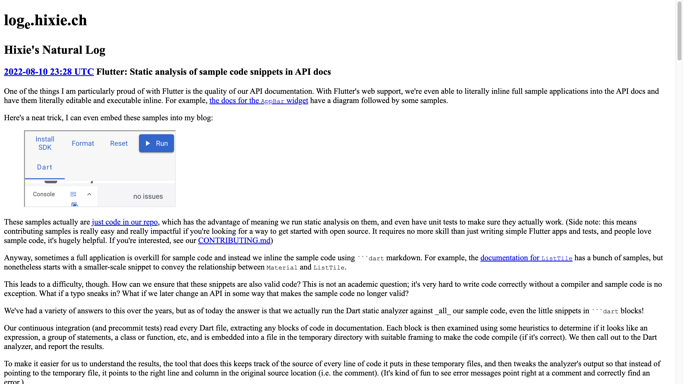 log_e.hixie.ch
Hixie's Natural Log
2022-08-10 23:28 UTC Flutter: Static analysis of sample code snippets in API docs
One of the things I am particularly proud of with Flutter is the quality of our API documentation. With Flutter's web support, we're even able to literally inline full sample applications into the API docs and
have them literally editable and executable inline. For example, the docs for the AppBar widget have a diagram followed by some samples.
Here's a neat trick, I can even embed these samples into my blog:
Install
SDK
Format
Reset
Run
Dart
Console
no issues
These samples actually are just code in our repo, which has the advantage of meaning we run static analysis on them, and even have unit tests to make sure they actually work. (Side note: this means
contributing samples is really easy and really impactful if you're looking for a way to get started with open source. It requires no more skill than just writing simple Flutter apps and tests, and people love
sample code, it's hugely helpful. If you're interested, see our CONTRIBUTING.md)
Anyway, sometimes a full application is overkill for sample code and instead we inline the sample code using ```dart markdown. For example, the documentation for ListTile has a bunch of samples, but
nonetheless starts with a smaller-scale snippet to convey the relationship between Material and ListTile.
This leads to a difficulty, though. How can we ensure that these snippets are also valid code? This is not an academic question; it's very hard to write code correctly without a compiler and sample code is no
exception. What if a typo sneaks in? What if we later change an API in some way that makes the sample code no longer valid?
We've had a variety of answers to this over the years, but as of today the answer is that we actually run the Dart static analyzer against _all_ our sample code, even the little snippets in ```dart blocks!
Our continuous integration (and precommit tests) read every Dart file, extracting any blocks of code in documentation. Each block is then examined using some heuristics to determine if it looks like an
expression, a group of statements, a class or function, etc, and is embedded into a file in the temporary directory with suitable framing to make the code compile (if it's correct). We then call out to the Dart
analyzer, and report the results.
To make it easier for us to understand the results, the tool that does this keeps track of the source of every line of code it puts in these temporary files, and then tweaks the analyzer's output so that instead of
pointing to the temporary file, it points to the right line and column in the original source location (i.e. the comment). (It's kind of fun to see error messages point right at a comment and correctly find an
error.)